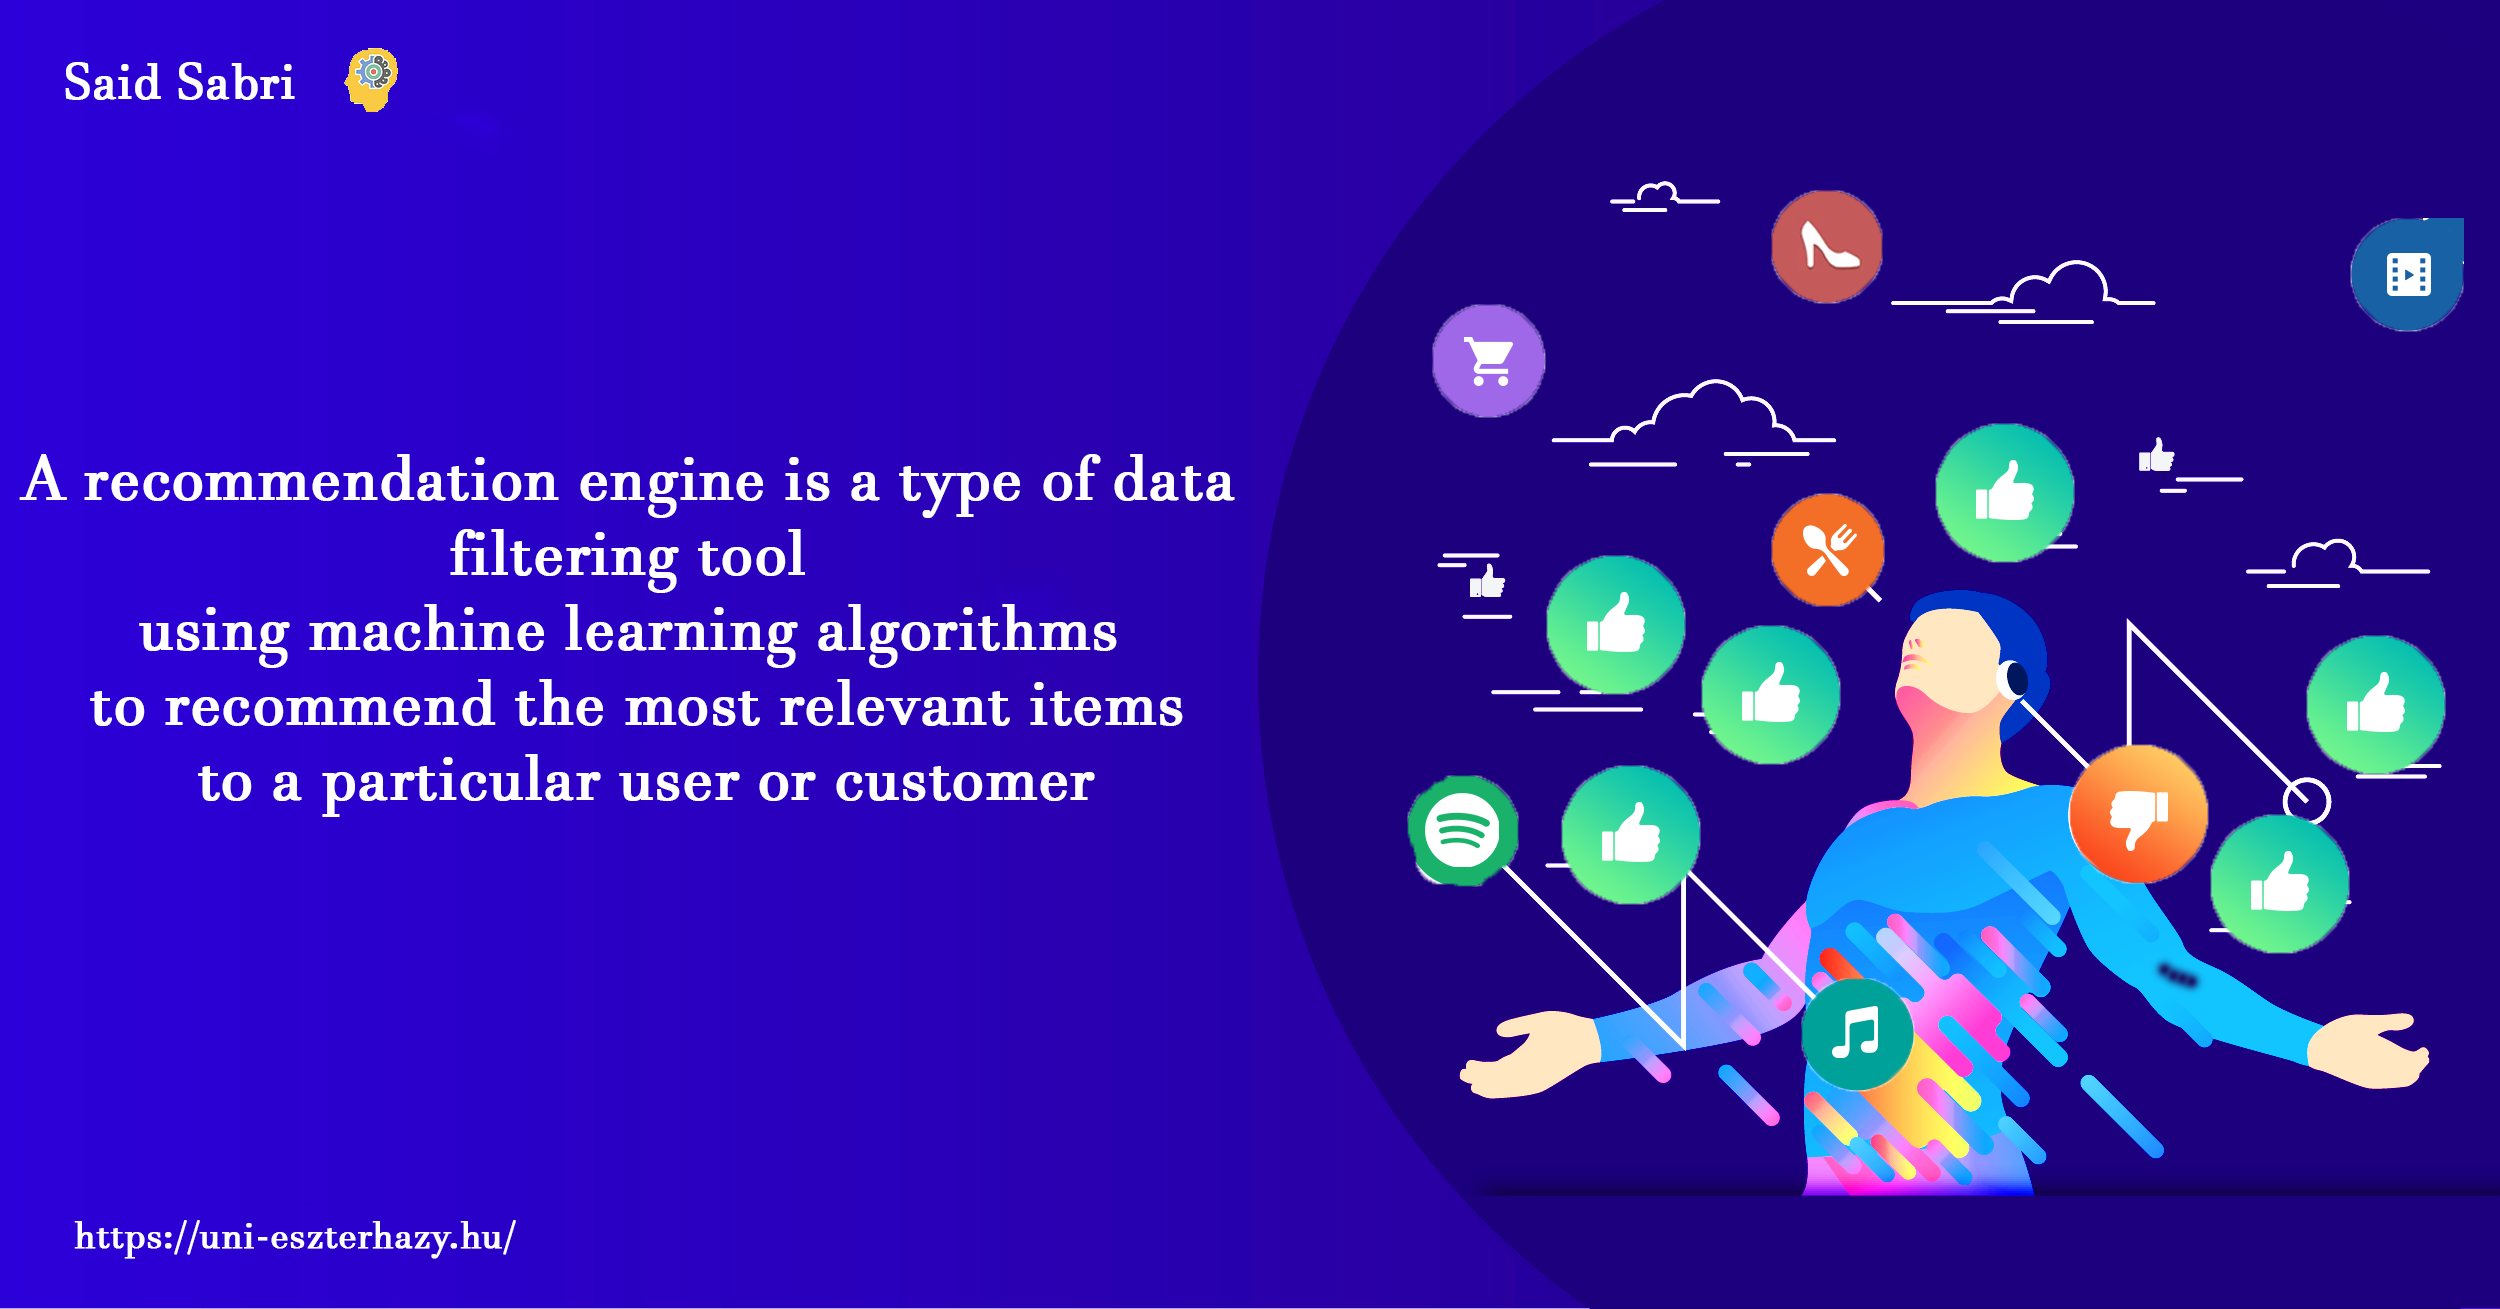 Said Sabri
A recommendation engine is a type of data
filtering tool
using machine learning algorithms
to recommend the most relevant items
to a particular user or customer
https://uni-eszterhazy.hu/